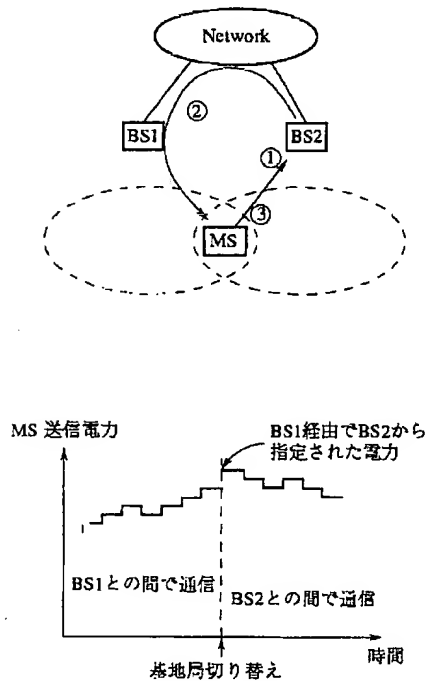 Network
②
BS1
BS2
①
③
MS
MS 送信電力
BS1経由でBS2から
指定された電力
BS1との間で通信
BS2との間で通信
時間
基地局切り替え